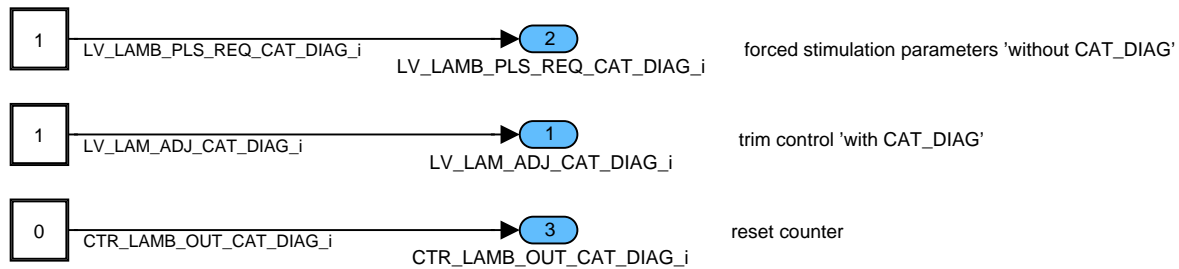 1
LV_LAMB_PLS_REQ_CAT_DIAG_i
2
LV_LAMB_PLS_REQ_CAT_DIAG_i
forced stimulation parameters ’without CAT_DIAG’
1
LV_LAM_ADJ_CAT_DIAG_i
1
LV_LAM_ADJ_CAT_DIAG_i
trim control ’with CAT_DIAG’
0
CTR_LAMB_OUT_CAT_DIAG_i
3
CTR_LAMB_OUT_CAT_DIAG_i
reset counter